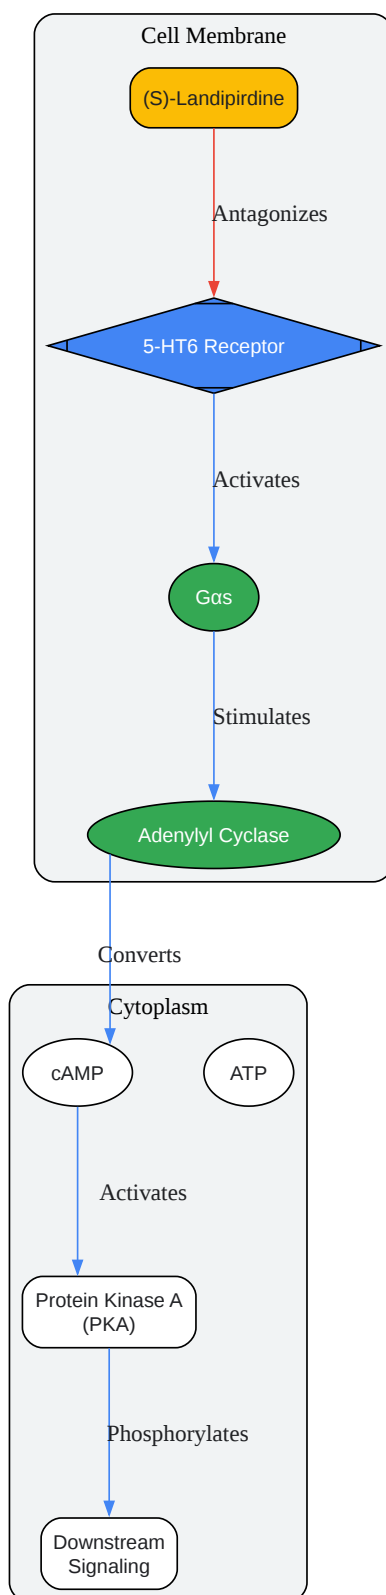 Cell Membrane
(S)-Landipirdine
Antagonizes
5-HT6 Receptor
Activates
Gαs
Stimulates
Adenylyl Cyclase
Converts
Cytoplasm
cAMP
ATP
Activates
Protein Kinase A
(PKA)
Phosphorylates
Downstream
Signaling